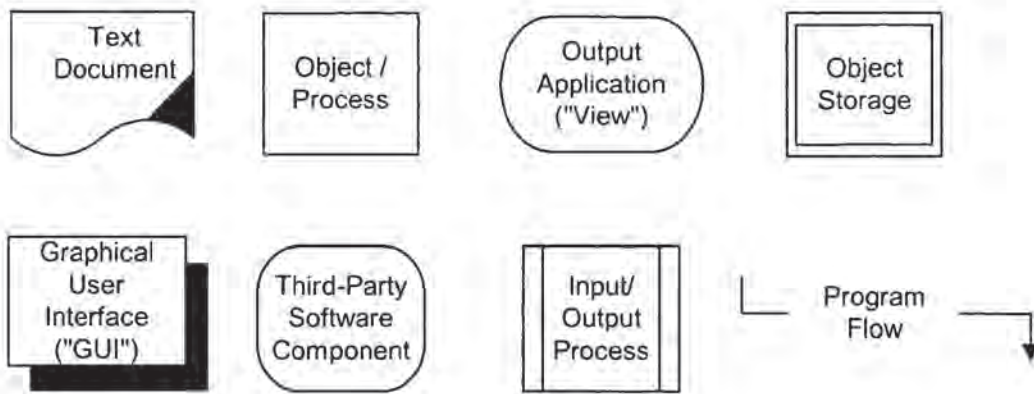 Text
Document
Object /
Process
Output
Application
("View")
Object
Storage
Graphical
User
Interface
("GUI")
Third-Party
Software
Component
Input/
Output
Process
Program
Flow